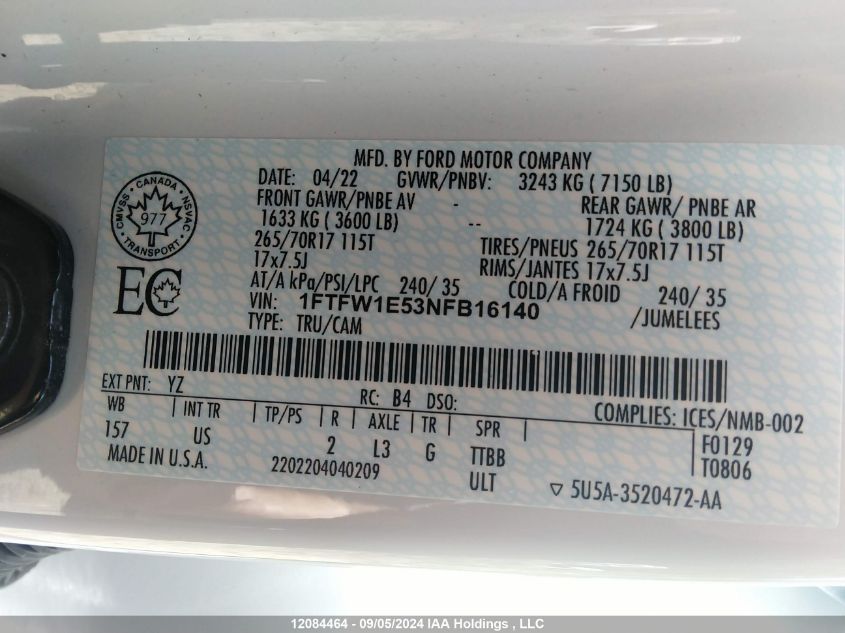 MFD. BY FORD MOTOR COMPANY
DATE: 04/22 GVWR/PNBV: 3243 KG ( 7150 LB)
FRONT GAWR/PNBE AV - REAR GAWR/ PNBE AR
1633 KG ( 3600 LB) -- 1724 KG ( 3800 LB)
265/70R17 115T TIRES/PNEUS 265/70R17 115T
17x7.5J RIMS/JANTES 17x7.5J
AT/A kPa/PSI/LPC 240/ 35 COLD/A FROID 240/ 35
VIN: 1FTFW1E53NFB16140 /JUMELEES
TYPE: TRU/CAM
CANADA
CMVSS NSVAC
977
TRANSPORT
EC
EXT PNT: YZ RC: B4 DSO: COMPLIES: ICES/NMB-002
WB INT TR TP/PS R AXLE TR SPR F0129
157 US 2 L3 G TTBB T0806
MADE IN U.S.A. 2202204040209 ULT ▽ 5U5A-3520472-AA
12084464 - 09/05/2024 IAA Holdings , LLC